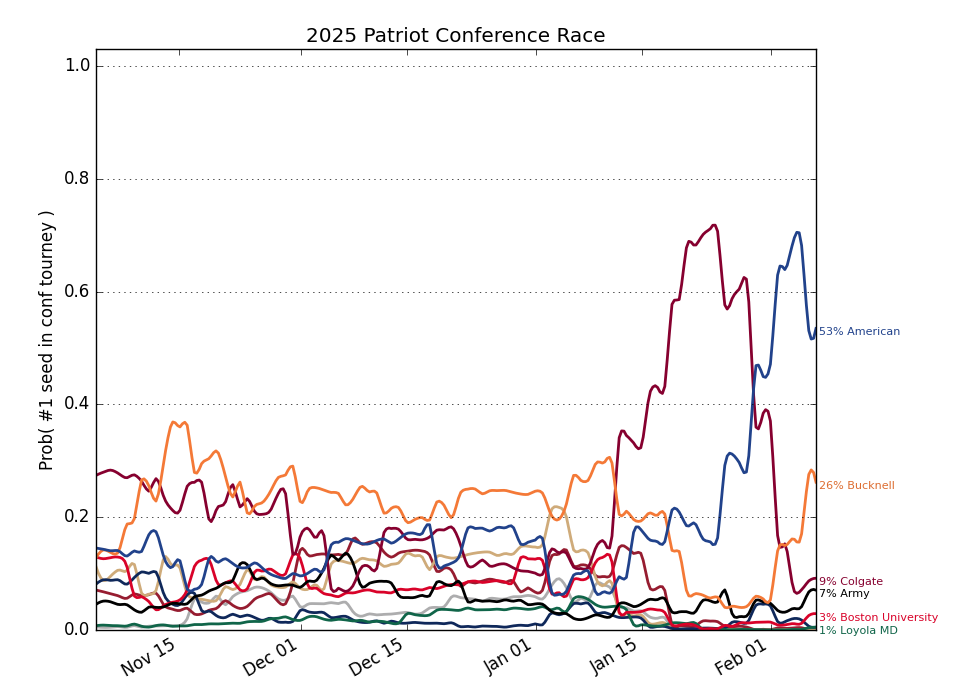 2025 Patriot Conference Race
Prob( #1 seed in conf tourney )
1.0
0.8
0.6
0.4
0.2
0.0
Nov 15
Dec 01
Dec 15
Jan 01
Jan 15
Feb 01
53% American
26% Bucknell
9% Colgate
7% Army
3% Boston University
1% Loyola MD